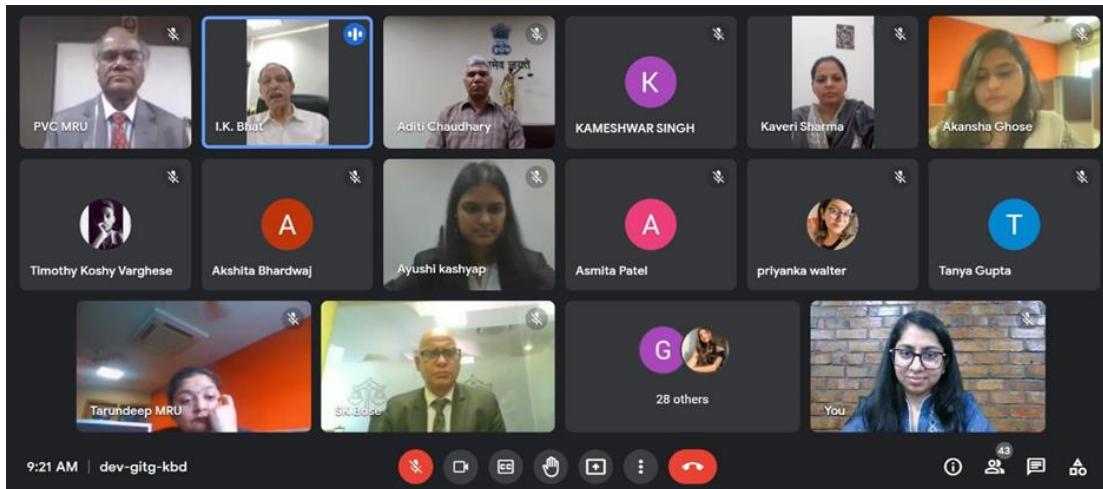 PVC MRU
I.K. Bhat
मेव जयते
Aditi Chaudhary
K
KAMESHWAR SINGH
Kaveri Sharma
Akansha Ghose
Timothy Koshy Varghese
A
Akshita Bhardwaj
Ayushi kashyap
A
Asmita Patel
priyanka walter
T
Tanya Gupta
Tarundeep MRU
SK Bose
G
28 others
You
9:21 AM | dev-gitg-kbd
CC
43